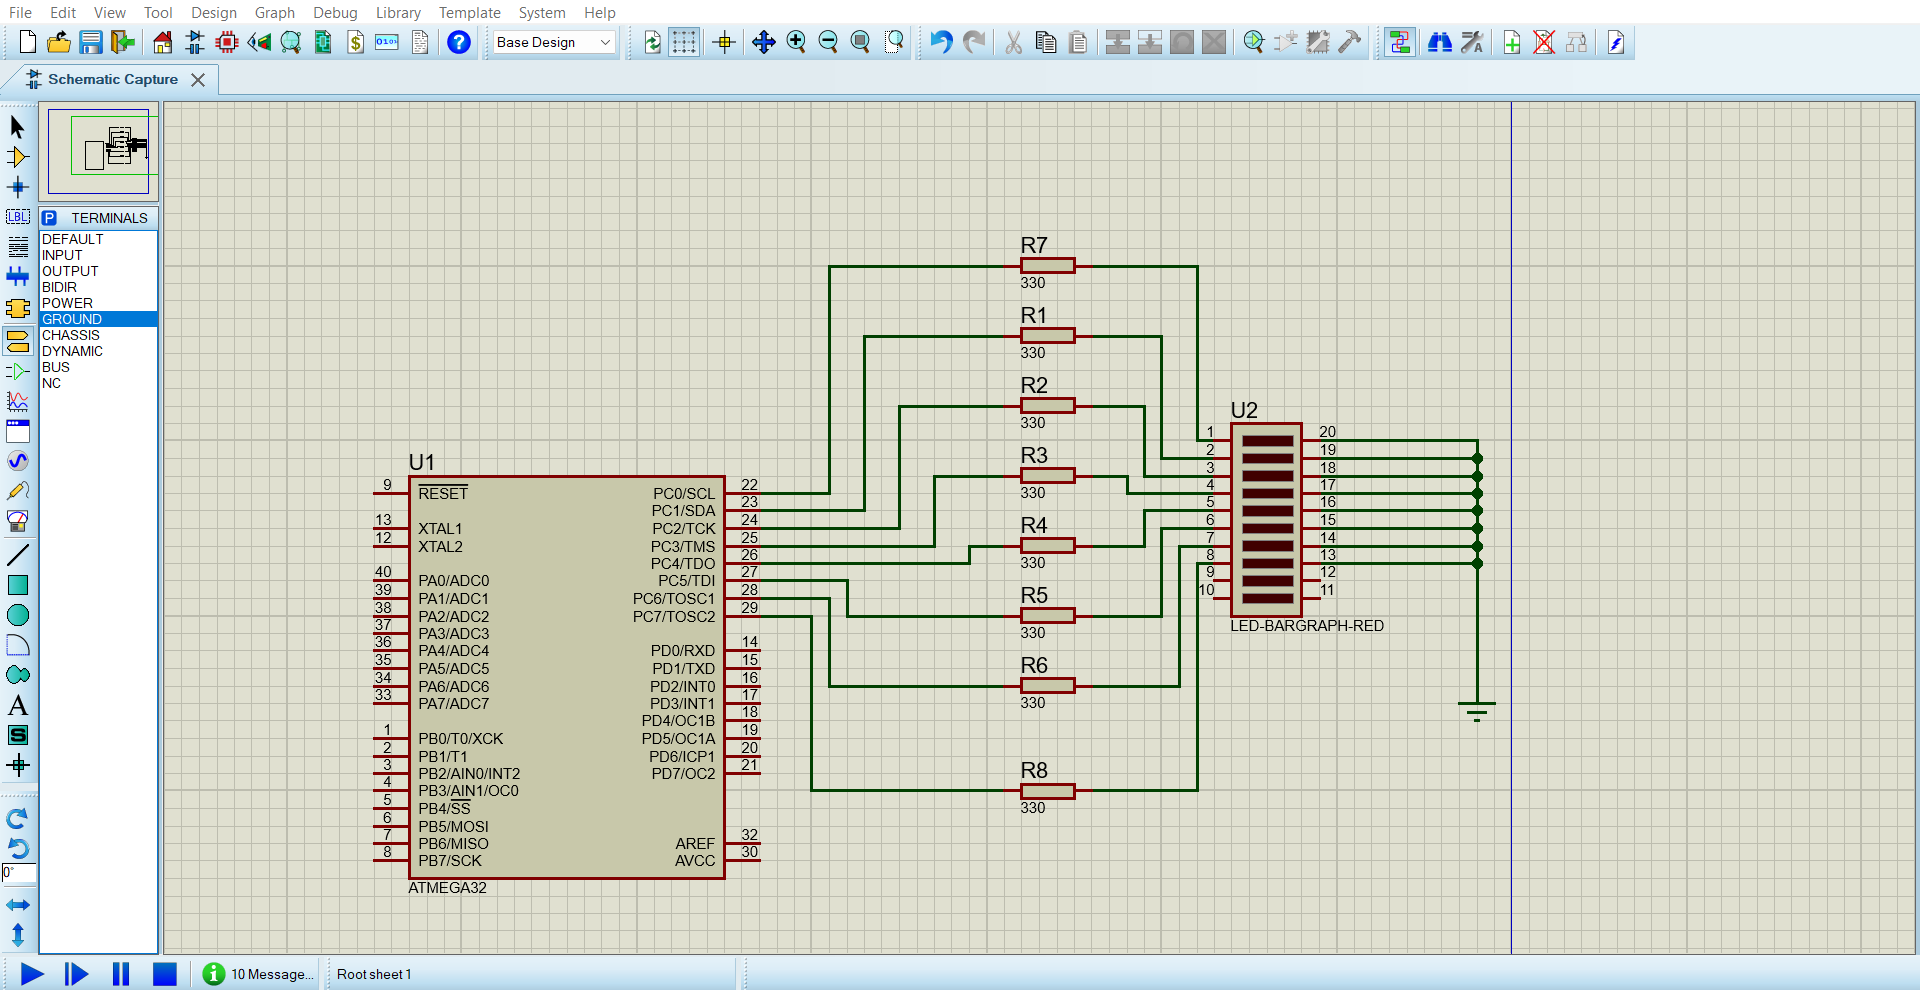 File Edit View Tool Design Graph Debug Library Template System Help
Base Design
Schematic Capture
LBL
P TERMINALS
DEFAULT
INPUT
OUTPUT
BIDIR
POWER
GROUND
CHASSIS
DYNAMIC
BUS
NC
A
S
0°
R7
330
R1
330
R2
330
R3
330
R4
330
R5
330
R6
330
R8
330
U1
9 RESET
13 XTAL1
12 XTAL2
40 PA0/ADC0
39 PA1/ADC1
38 PA2/ADC2
37 PA3/ADC3
36 PA4/ADC4
35 PA5/ADC5
34 PA6/ADC6
33 PA7/ADC7
1 PB0/T0/XCK
2 PB1/T1
3 PB2/AIN0/INT2
4 PB3/AIN1/OC0
5 PB4/SS
6 PB5/MOSI
7 PB6/MISO
8 PB7/SCK
PC0/SCL 22
PC1/SDA 23
PC2/TCK 24
PC3/TMS 25
PC4/TDO 26
PC5/TDI 27
PC6/TOSC1 28
PC7/TOSC2 29
PD0/RXD 14
PD1/TXD 15
PD2/INT0 16
PD3/INT1 17
PD4/OC1B 18
PD5/OC1A 19
PD6/ICP1 20
PD7/OC2 21
AREF 32
AVCC 30
ATMEGA32
U2
1 20
2 19
3 18
4 17
5 16
6 15
7 14
8 13
9 12
10 11
LED-BARGRAPH-RED
10 Message...
Root sheet 1